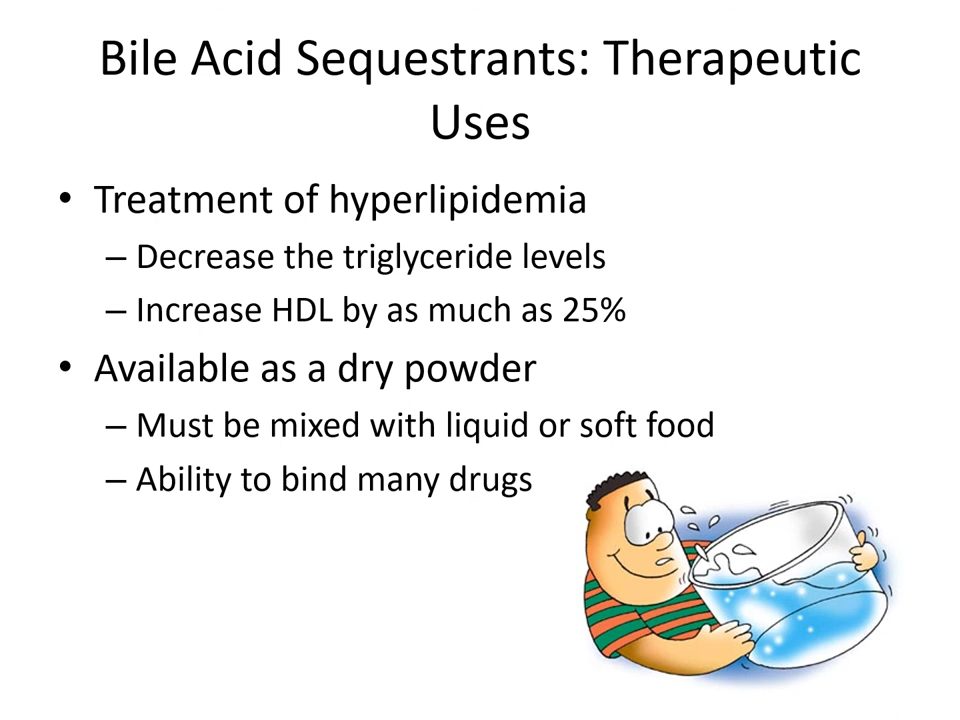 Bile Acid Sequestrants: Therapeutic
Uses
• Treatment of hyperlipidemia
– Decrease the triglyceride levels
– Increase HDL by as much as 25%
• Available as a dry powder
– Must be mixed with liquid or soft food
– Ability to bind many drugs